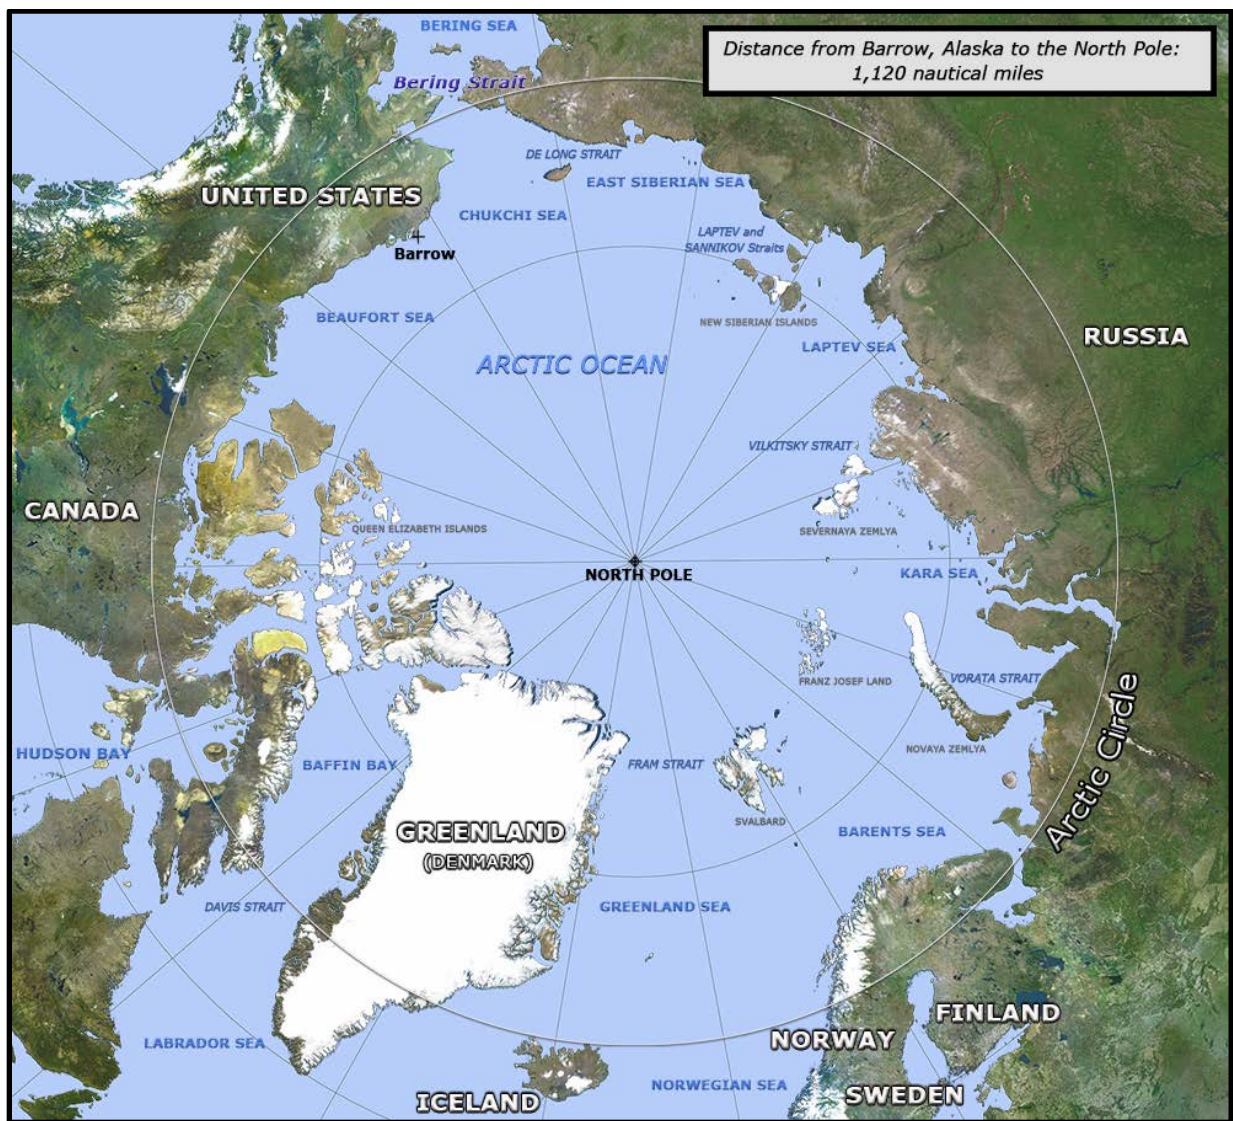 BERING SEA
Distance from Barrow, Alaska to the North Pole:
1,120 nautical miles
Bering Strait
DE LONG STRAIT
EAST SIBERIAN SEA
UNITED STATES
CHUKCHI SEA
LAPTEV and
SANNIKOV Straits
Barrow
BEAUFORT SEA
NEW SIBERIAN ISLANDS
RUSSIA
LAPTEV SEA
ARCTIC OCEAN
VILKITSKY STRAIT
CANADA
QUEEN ELIZABETH ISLANDS
SEVERNAYA ZEMLYA
NORTH POLE
KARA SEA
FRANZ JOSEF LAND
VORATA STRAIT
Arctic Circle
NOVAYA ZEMLYA
HUDSON BAY
BAFFIN BAY
FRAM STRAIT
SVALBARD
GREENLAND
(DENMARK)
BARENTS SEA
DAVIS STRAIT
GREENLAND SEA
FINLAND
NORWAY
LABRADOR SEA
NORWEGIAN SEA
SWEDEN
ICELAND